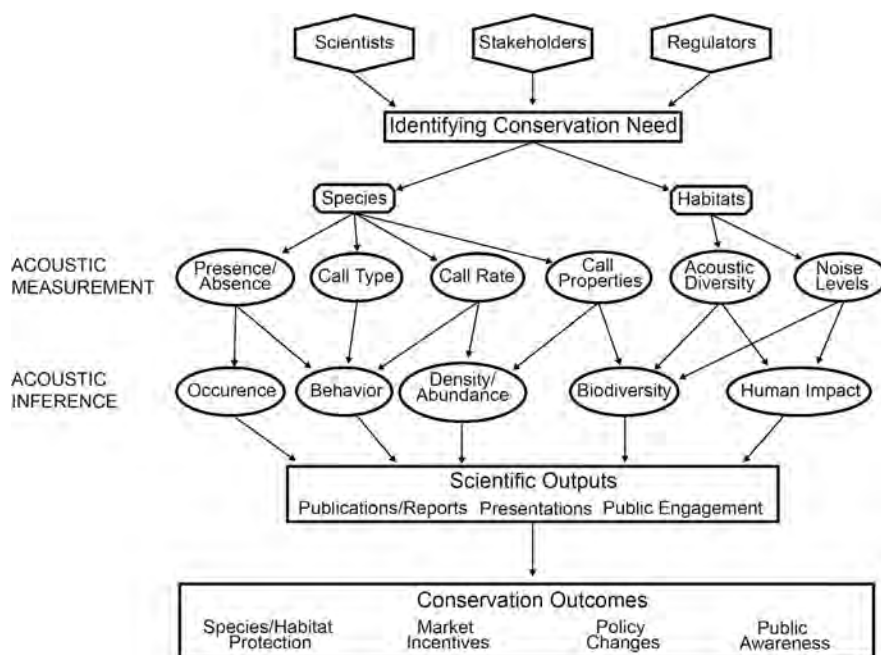 Scientists
Stakeholders
Regulators
Identifying Conservation Need
Species
Habitats
ACOUSTIC
MEASUREMENT
Presence/
Absence
Call Type
Call Rate
Call
Properties
Acoustic
Diversity
Noise
Levels
ACOUSTIC
INFERENCE
Occurence
Behavior
Density/
Abundance
Biodiversity
Human Impact
Scientific Outputs
Publications/Reports Presentations Public Engagement
Conservation Outcomes
Species/Habitat
Protection
Market
Incentives
Policy
Changes
Public
Awareness